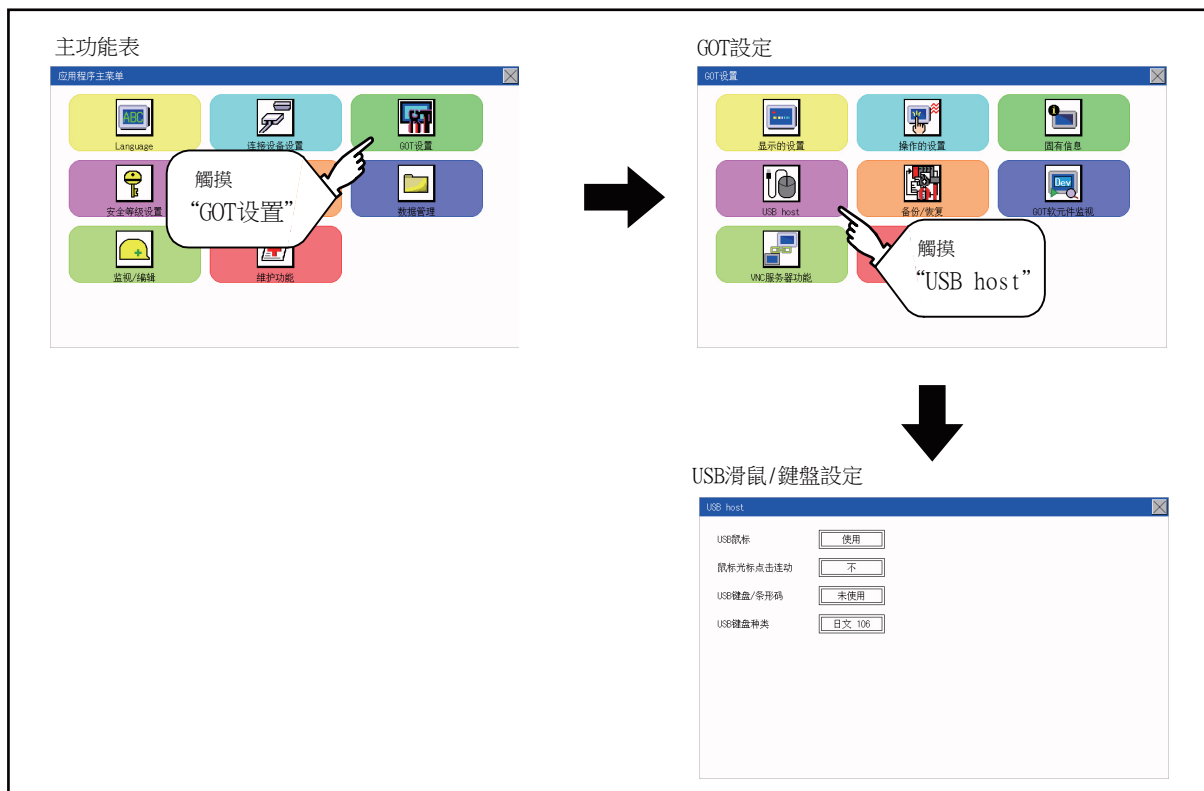 主功能表
应用程序主菜单
Language
连接设备设置
GOT设置
安全等级设置
数据管理
监视/编辑
维护功能
觸摸
“GOT设置”
GOT設定
GOT设置
显示的设置
操作的设置
固有信息
USB host
备份/恢复
GOT软元件监视
VNC服务器功能
觸摸
“USB host”
USB滑鼠/鍵盤設定
USB host
USB鼠标 使用
鼠标光标点击连动 不
USB键盘/条形码 未使用
USB键盘种类 日文 106